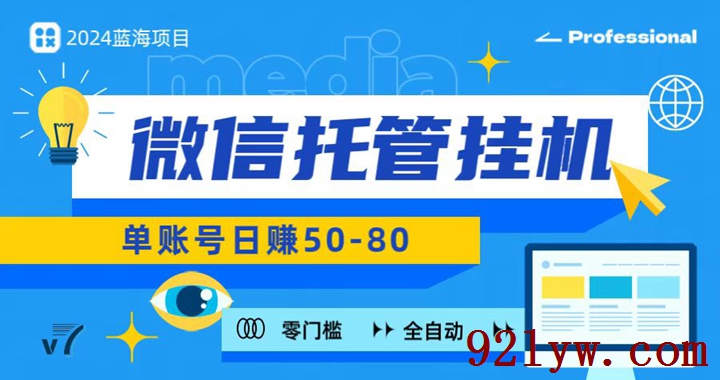 2024蓝海项目
Professional
media
微信托管挂机
单账号日赚50-80
零门槛 全自动
v7
921yw.com